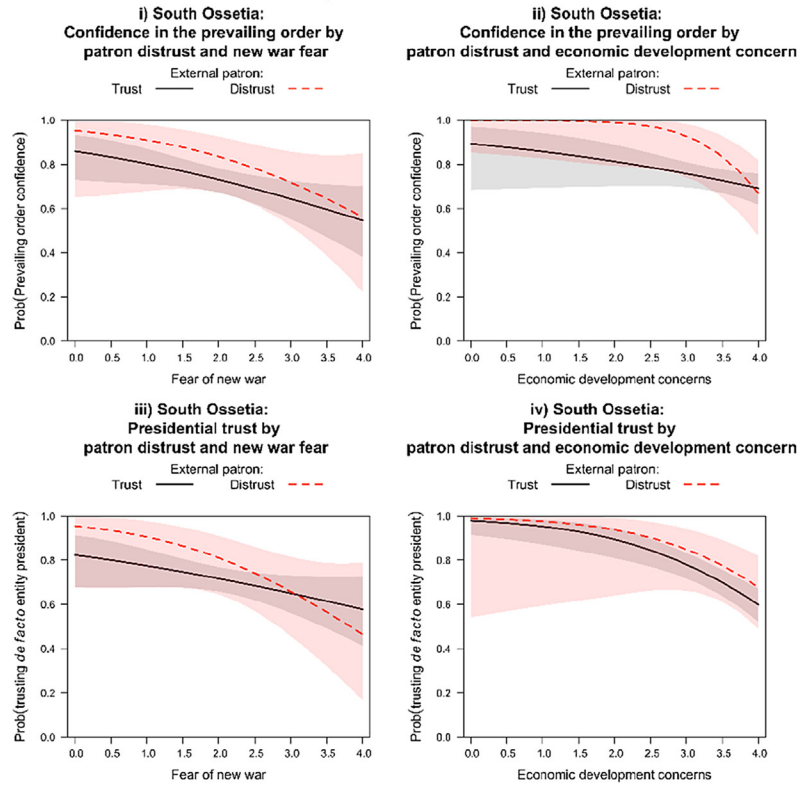 i) South Ossetia:
Confidence in the prevailing order by
patron distrust and new war fear
External patron:
Trust Distrust
Prob(Prevailing order confidence)
1.0
0.8
0.6
0.4
0.2
0.0
0.0 0.5 1.0 1.5 2.0 2.5 3.0 3.5 4.0
Fear of new war
ii) South Ossetia:
Confidence in the prevailing order by
patron distrust and economic development concern
External patron:
Trust Distrust
Prob(Prevailing order confidence)
1.0
0.8
0.6
0.4
0.2
0.0
0.0 0.5 1.0 1.5 2.0 2.5 3.0 3.5 4.0
Economic development concerns
iii) South Ossetia:
Presidential trust by
patron distrust and new war fear
External patron:
Trust Distrust
Prob(trusting de facto entity president)
1.0
0.8
0.6
0.4
0.2
0.0
0.0 0.5 1.0 1.5 2.0 2.5 3.0 3.5 4.0
Fear of new war
iv) South Ossetia:
Presidential trust by
patron distrust and economic development concern
External patron:
Trust Distrust
Prob(trusting de facto entity president)
1.0
0.8
0.6
0.4
0.2
0.0
0.0 0.5 1.0 1.5 2.0 2.5 3.0 3.5 4.0
Economic development concerns